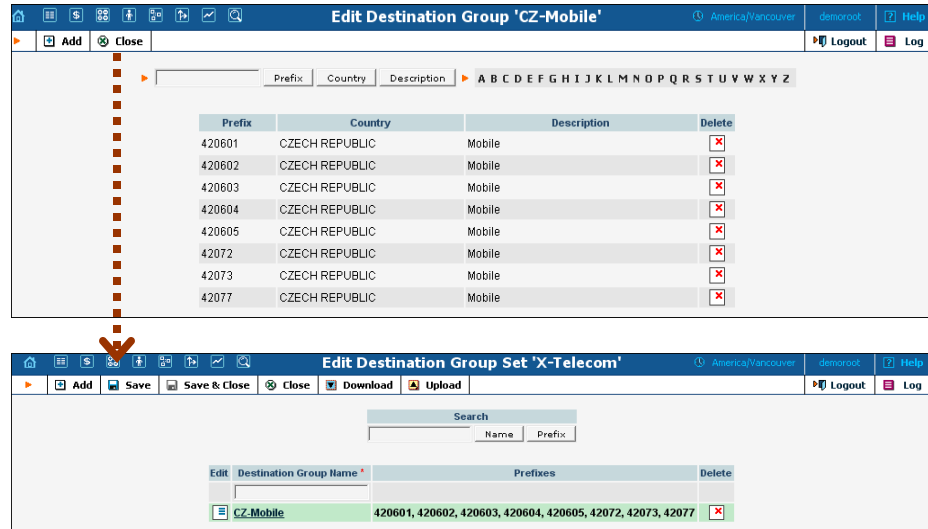 Edit Destination Group 'CZ-Mobile' America/Vancouver demoroot Help
Add Close Logout Log
Prefix Country Description A B C D E F G H I J K L M N O P Q R S T U V W X Y Z
Prefix Country Description Delete
420601 CZECH REPUBLIC Mobile
420602 CZECH REPUBLIC Mobile
420603 CZECH REPUBLIC Mobile
420604 CZECH REPUBLIC Mobile
420605 CZECH REPUBLIC Mobile
42072 CZECH REPUBLIC Mobile
42073 CZECH REPUBLIC Mobile
42077 CZECH REPUBLIC Mobile
Edit Destination Group Set 'X-Telecom' America/Vancouver demoroot Help
Add Save Save & Close Close Download Upload Logout Log
Search
Name Prefix
Edit Destination Group Name * Prefixes Delete
CZ-Mobile 420601, 420602, 420603, 420604, 420605, 42072, 42073, 42077